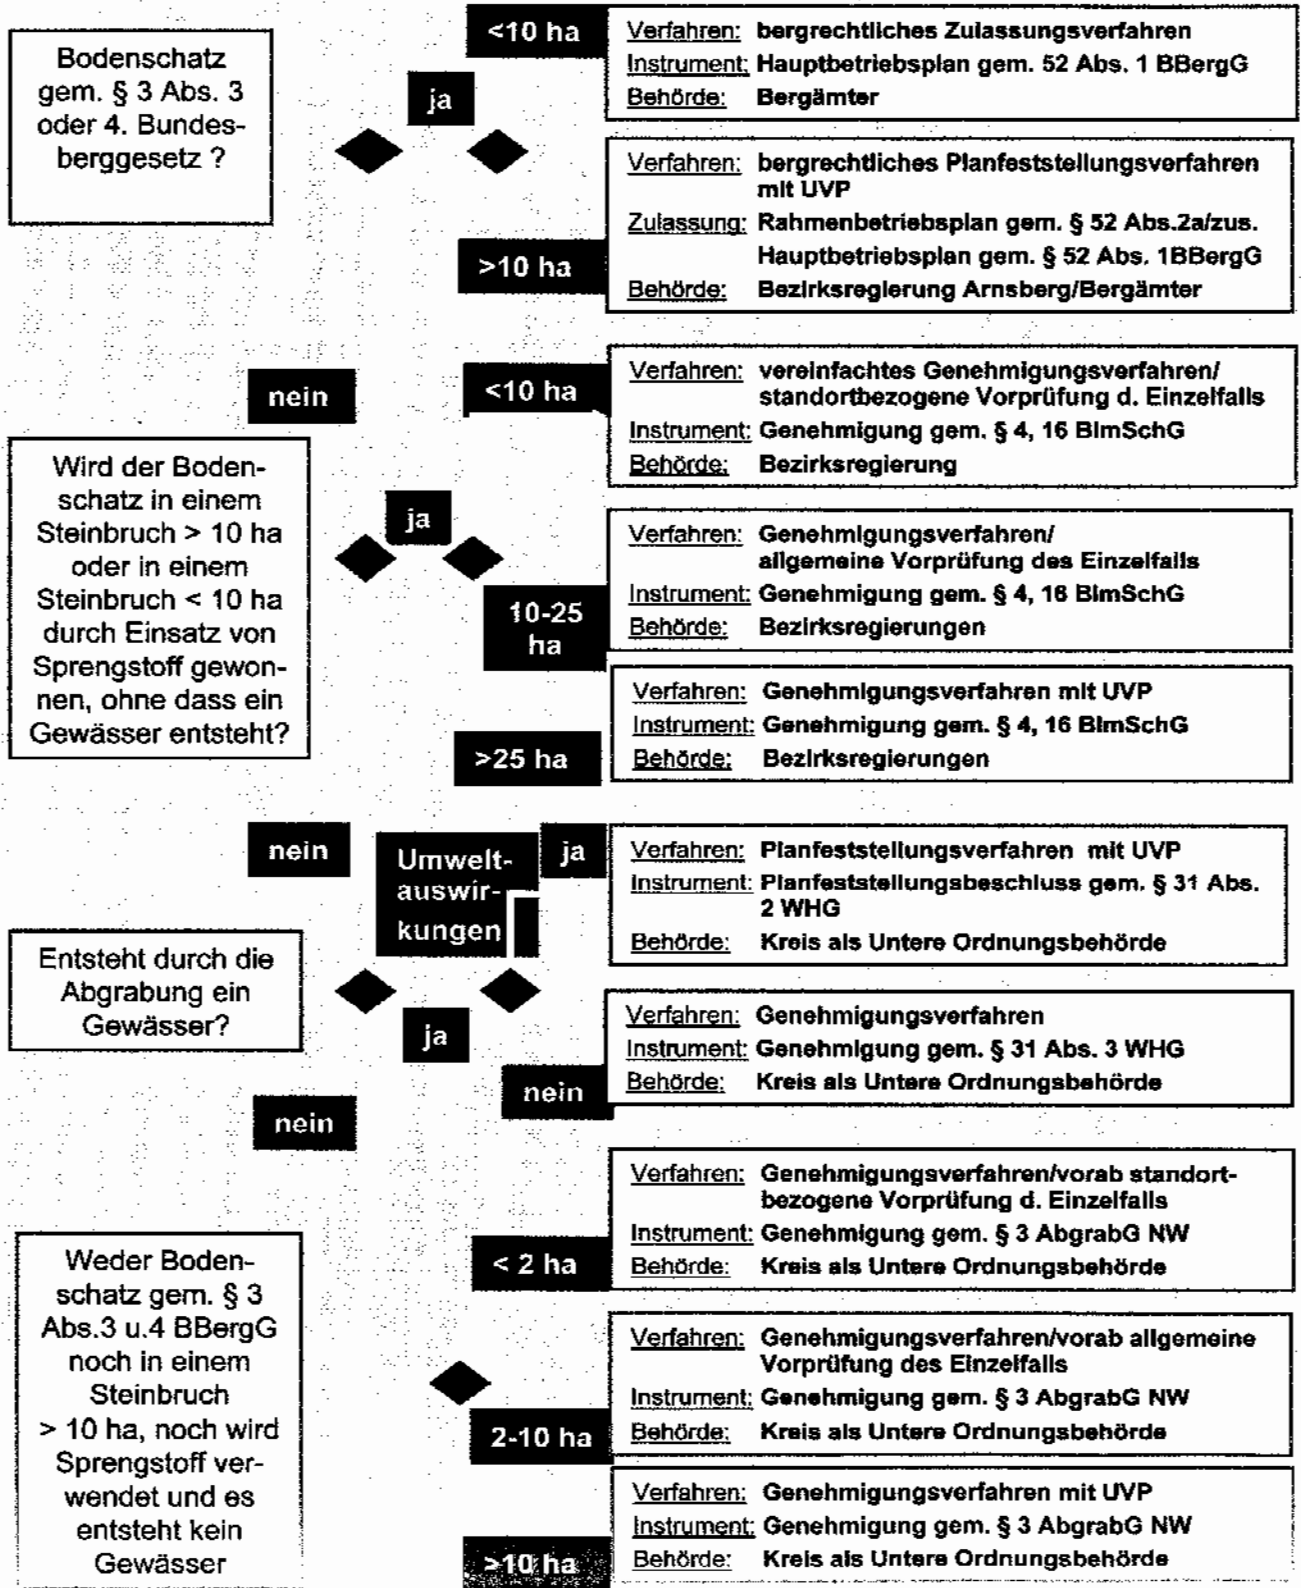 Bodenschatz
gem. § 3 Abs. 3
oder 4. Bundes-
berggesetz ?
ja
<10 ha
Verfahren: bergrechtliches Zulassungsverfahren
Instrument: Hauptbetriebsplan gem. 52 Abs. 1 BBergG
Behörde: Bergämter
>10 ha
Verfahren: bergrechtliches Planfeststellungsverfahren
mit UVP
Zulassung: Rahmenbetriebsplan gem. § 52 Abs.2a/zus.
Hauptbetriebsplan gem. § 52 Abs. 1BBergG
Behörde: Bezirksregierung Arnsberg/Bergämter
nein
Wird der Boden-
schatz in einem
Steinbruch > 10 ha
oder in einem
Steinbruch < 10 ha
durch Einsatz von
Sprengstoff gewon-
nen, ohne dass ein
Gewässer entsteht?
ja
<10 ha
Verfahren: vereinfachtes Genehmigungsverfahren/
standortbezogene Vorprüfung d. Einzelfalls
Instrument: Genehmigung gem. § 4, 16 BImSchG
Behörde: Bezirksregierung
10-25
ha
Verfahren: Genehmigungsverfahren/
allgemeine Vorprüfung des Einzelfalls
Instrument: Genehmigung gem. § 4, 16 BImSchG
Behörde: Bezirksregierungen
>25 ha
Verfahren: Genehmigungsverfahren mit UVP
Instrument: Genehmigung gem. § 4, 16 BImSchG
Behörde: Bezirksregierungen
nein
Entsteht durch die
Abgrabung ein
Gewässer?
ja
Umwelt-
auswir-
kungen
ja
Verfahren: Planfeststellungsverfahren mit UVP
Instrument: Planfeststellungsbeschluss gem. § 31 Abs.
2 WHG
Behörde: Kreis als Untere Ordnungsbehörde
nein
Verfahren: Genehmigungsverfahren
Instrument: Genehmigung gem. § 31 Abs. 3 WHG
Behörde: Kreis als Untere Ordnungsbehörde
nein
Weder Boden-
schatz gem. § 3
Abs.3 u.4 BBergG
noch in einem
Steinbruch
> 10 ha, noch wird
Sprengstoff ver-
wendet und es
entsteht kein
Gewässer
< 2 ha
Verfahren: Genehmigungsverfahren/vorab standort-
bezogene Vorprüfung d. Einzelfalls
Instrument: Genehmigung gem. § 3 AbgrabG NW
Behörde: Kreis als Untere Ordnungsbehörde
2-10 ha
Verfahren: Genehmigungsverfahren/vorab allgemeine
Vorprüfung des Einzelfalls
Instrument: Genehmigung gem. § 3 AbgrabG NW
Behörde: Kreis als Untere Ordnungsbehörde
>10 ha
Verfahren: Genehmigungsverfahren mit UVP
Instrument: Genehmigung gem. § 3 AbgrabG NW
Behörde: Kreis als Untere Ordnungsbehörde